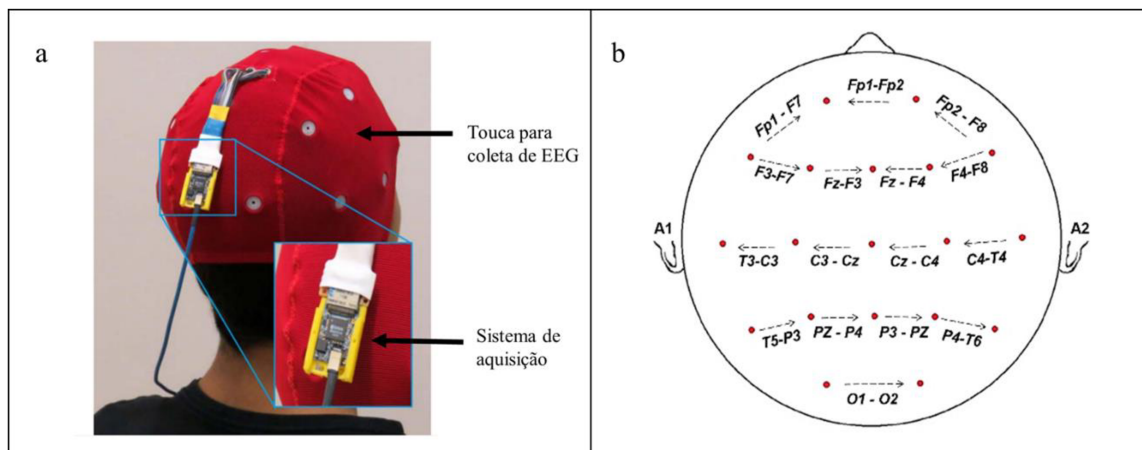 a
Touca para
coleta de EEG
Sistema de
aquisição
b
Fp1-Fp2
Fp1 - F7
Fp2 - F8
F3-F7
Fz-F3
Fz - F4
F4-F8
A1
A2
T3-C3
C3 - Cz
Cz - C4
C4-T4
T5-P3
PZ - P4
P3 - PZ
P4-T6
O1 - O2